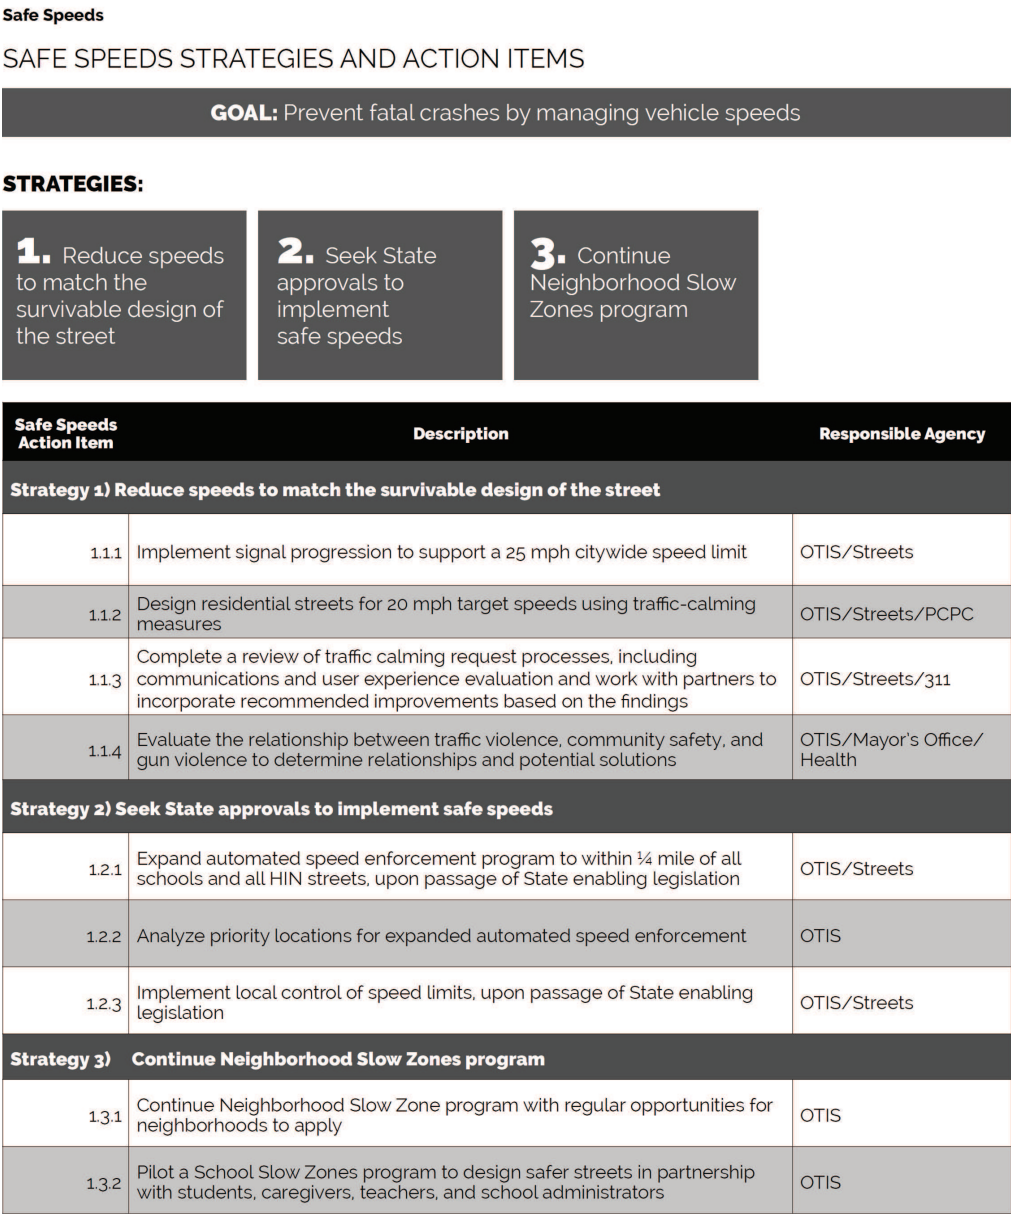 Safe Speeds
SAFE SPEEDS STRATEGIES AND ACTION ITEMS
GOAL: Prevent fatal crashes by managing vehicle speeds
STRATEGIES:
1. Reduce speeds
to match the
survivable design of
the street
2. Seek State
approvals to
implement
safe speeds
3. Continue
Neighborhood Slow
Zones program
Safe Speeds
Action Item
Description
Responsible Agency
Strategy 1) Reduce speeds to match the survivable design of the street
1.1.1
Implement signal progression to support a 25 mph citywide speed limit
OTIS/Streets
1.1.2
Design residential streets for 20 mph target speeds using traffic-calming
measures
OTIS/Streets/PCPC
1.1.3
Complete a review of traffic calming request processes, including
communications and user experience evaluation and work with partners to
incorporate recommended improvements based on the findings
OTIS/Streets/311
1.1.4
Evaluate the relationship between traffic violence, community safety, and
gun violence to determine relationships and potential solutions
OTIS/Mayor's Office/
Health
Strategy 2) Seek State approvals to implement safe speeds
1.2.1
Expand automated speed enforcement program to within ¼ mile of all
schools and all HIN streets, upon passage of State enabling legislation
OTIS/Streets
1.2.2
Analyze priority locations for expanded automated speed enforcement
OTIS
1.2.3
Implement local control of speed limits, upon passage of State enabling
legislation
OTIS/Streets
Strategy 3) Continue Neighborhood Slow Zones program
1.3.1
Continue Neighborhood Slow Zone program with regular opportunities for
neighborhoods to apply
OTIS
1.3.2
Pilot a School Slow Zones program to design safer streets in partnership
with students, caregivers, teachers, and school administrators
OTIS